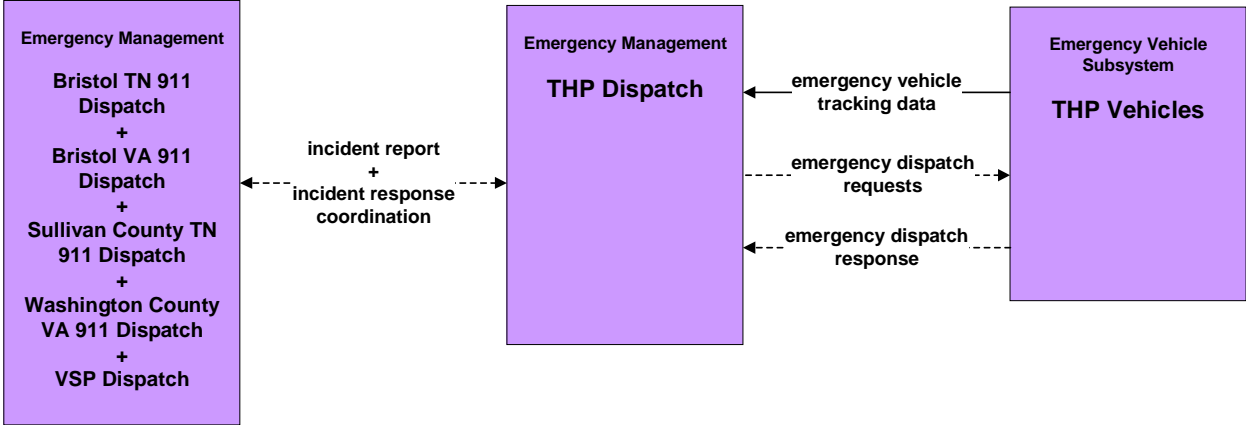 Emergency Management
Bristol TN 911
Dispatch
+
Bristol VA 911
Dispatch
+
Sullivan County TN
911 Dispatch
+
Washington County
VA 911 Dispatch
+
VSP Dispatch
incident report
+
incident response
coordination
Emergency Management
THP Dispatch
emergency vehicle
tracking data
emergency dispatch
requests
emergency dispatch
response
Emergency Vehicle
Subsystem
THP Vehicles